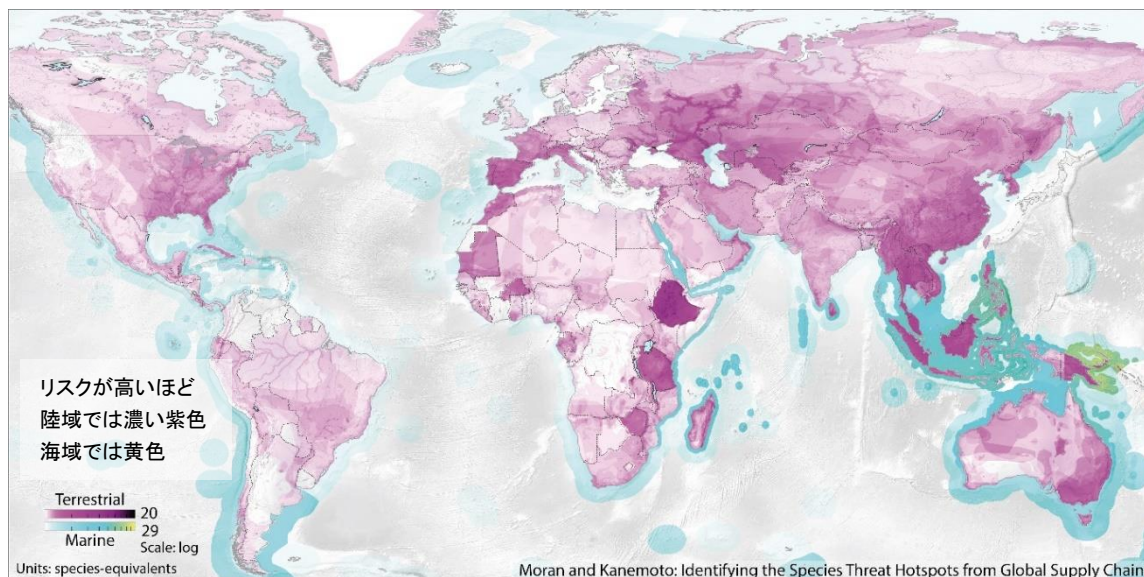 リスクが高いほど
陸域では濃い紫色
海域では黄色
Terrestrial
20
29
Marine
Scale: log
Units: species-equivalents
Moran and Kanemoto: Identifying the Species Threat Hotspots from Global Supply Chain